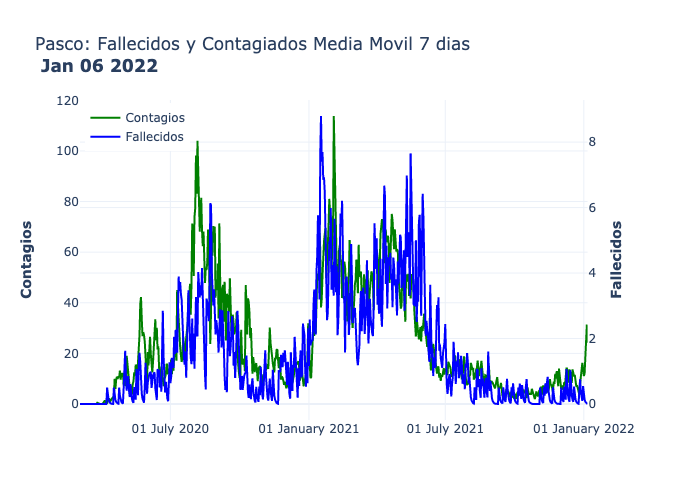 Pasco: Fallecidos y Contagiados Media Movil 7 dias
Jan 06 2022
Contagios
Fallecidos
120
100
80
60
40
20
0
Contagios
8
6
4
2
0
Fallecidos
01 July 2020
01 January 2021
01 July 2021
01 January 2022